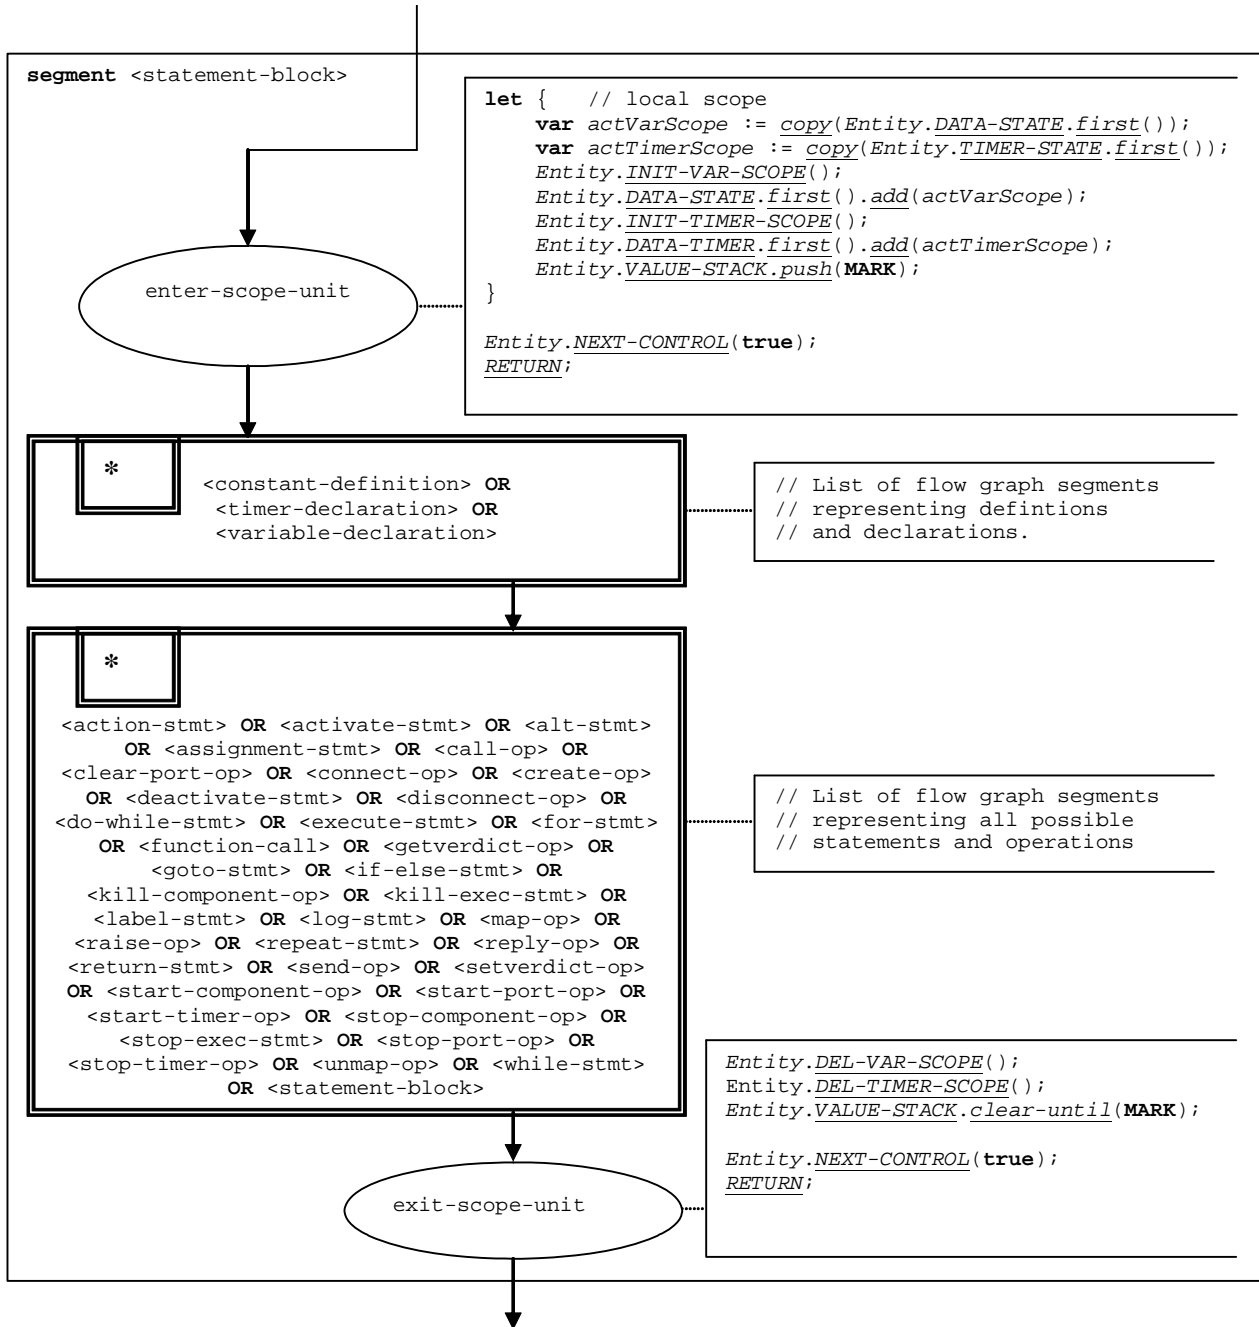 segment <statement-block>
let {   // local scope
var actVarScope := copy(Entity.DATA-STATE.first());
var actTimerScope := copy(Entity.TIMER-STATE.first());
Entity.INIT-VAR-SCOPE();
Entity.DATA-STATE.first().add(actVarScope);
Entity.INIT-TIMER-SCOPE();
Entity.DATA-TIMER.first().add(actTimerScope);
Entity.VALUE-STACK.push(MARK);
}
Entity.NEXT-CONTROL(true);
RETURN;
enter-scope-unit
*
<constant-definition> OR
<timer-declaration> OR
<variable-declaration>
// List of flow graph segments
// representing defintions
// and declarations.
*
<action-stmt> OR <activate-stmt> OR <alt-stmt>
OR <assignment-stmt> OR <call-op> OR
<clear-port-op> OR <connect-op> OR <create-op>
OR <deactivate-stmt> OR <disconnect-op> OR
<do-while-stmt> OR <execute-stmt> OR <for-stmt>
OR <function-call> OR <getverdict-op> OR
<goto-stmt> OR <if-else-stmt> OR
<kill-component-op> OR <kill-exec-stmt> OR
<label-stmt> OR <log-stmt> OR <map-op> OR
<raise-op> OR <repeat-stmt> OR <reply-op> OR
<return-stmt> OR <send-op> OR <setverdict-op>
OR <start-component-op> OR <start-port-op> OR
<start-timer-op> OR <stop-component-op> OR
<stop-exec-stmt> OR <stop-port-op> OR
<stop-timer-op> OR <unmap-op> OR <while-stmt>
OR <statement-block>
// List of flow graph segments
// representing all possible
// statements and operations
Entity.DEL-VAR-SCOPE();
Entity.DEL-TIMER-SCOPE();
Entity.VALUE-STACK.clear-until(MARK);
Entity.NEXT-CONTROL(true);
RETURN;
exit-scope-unit